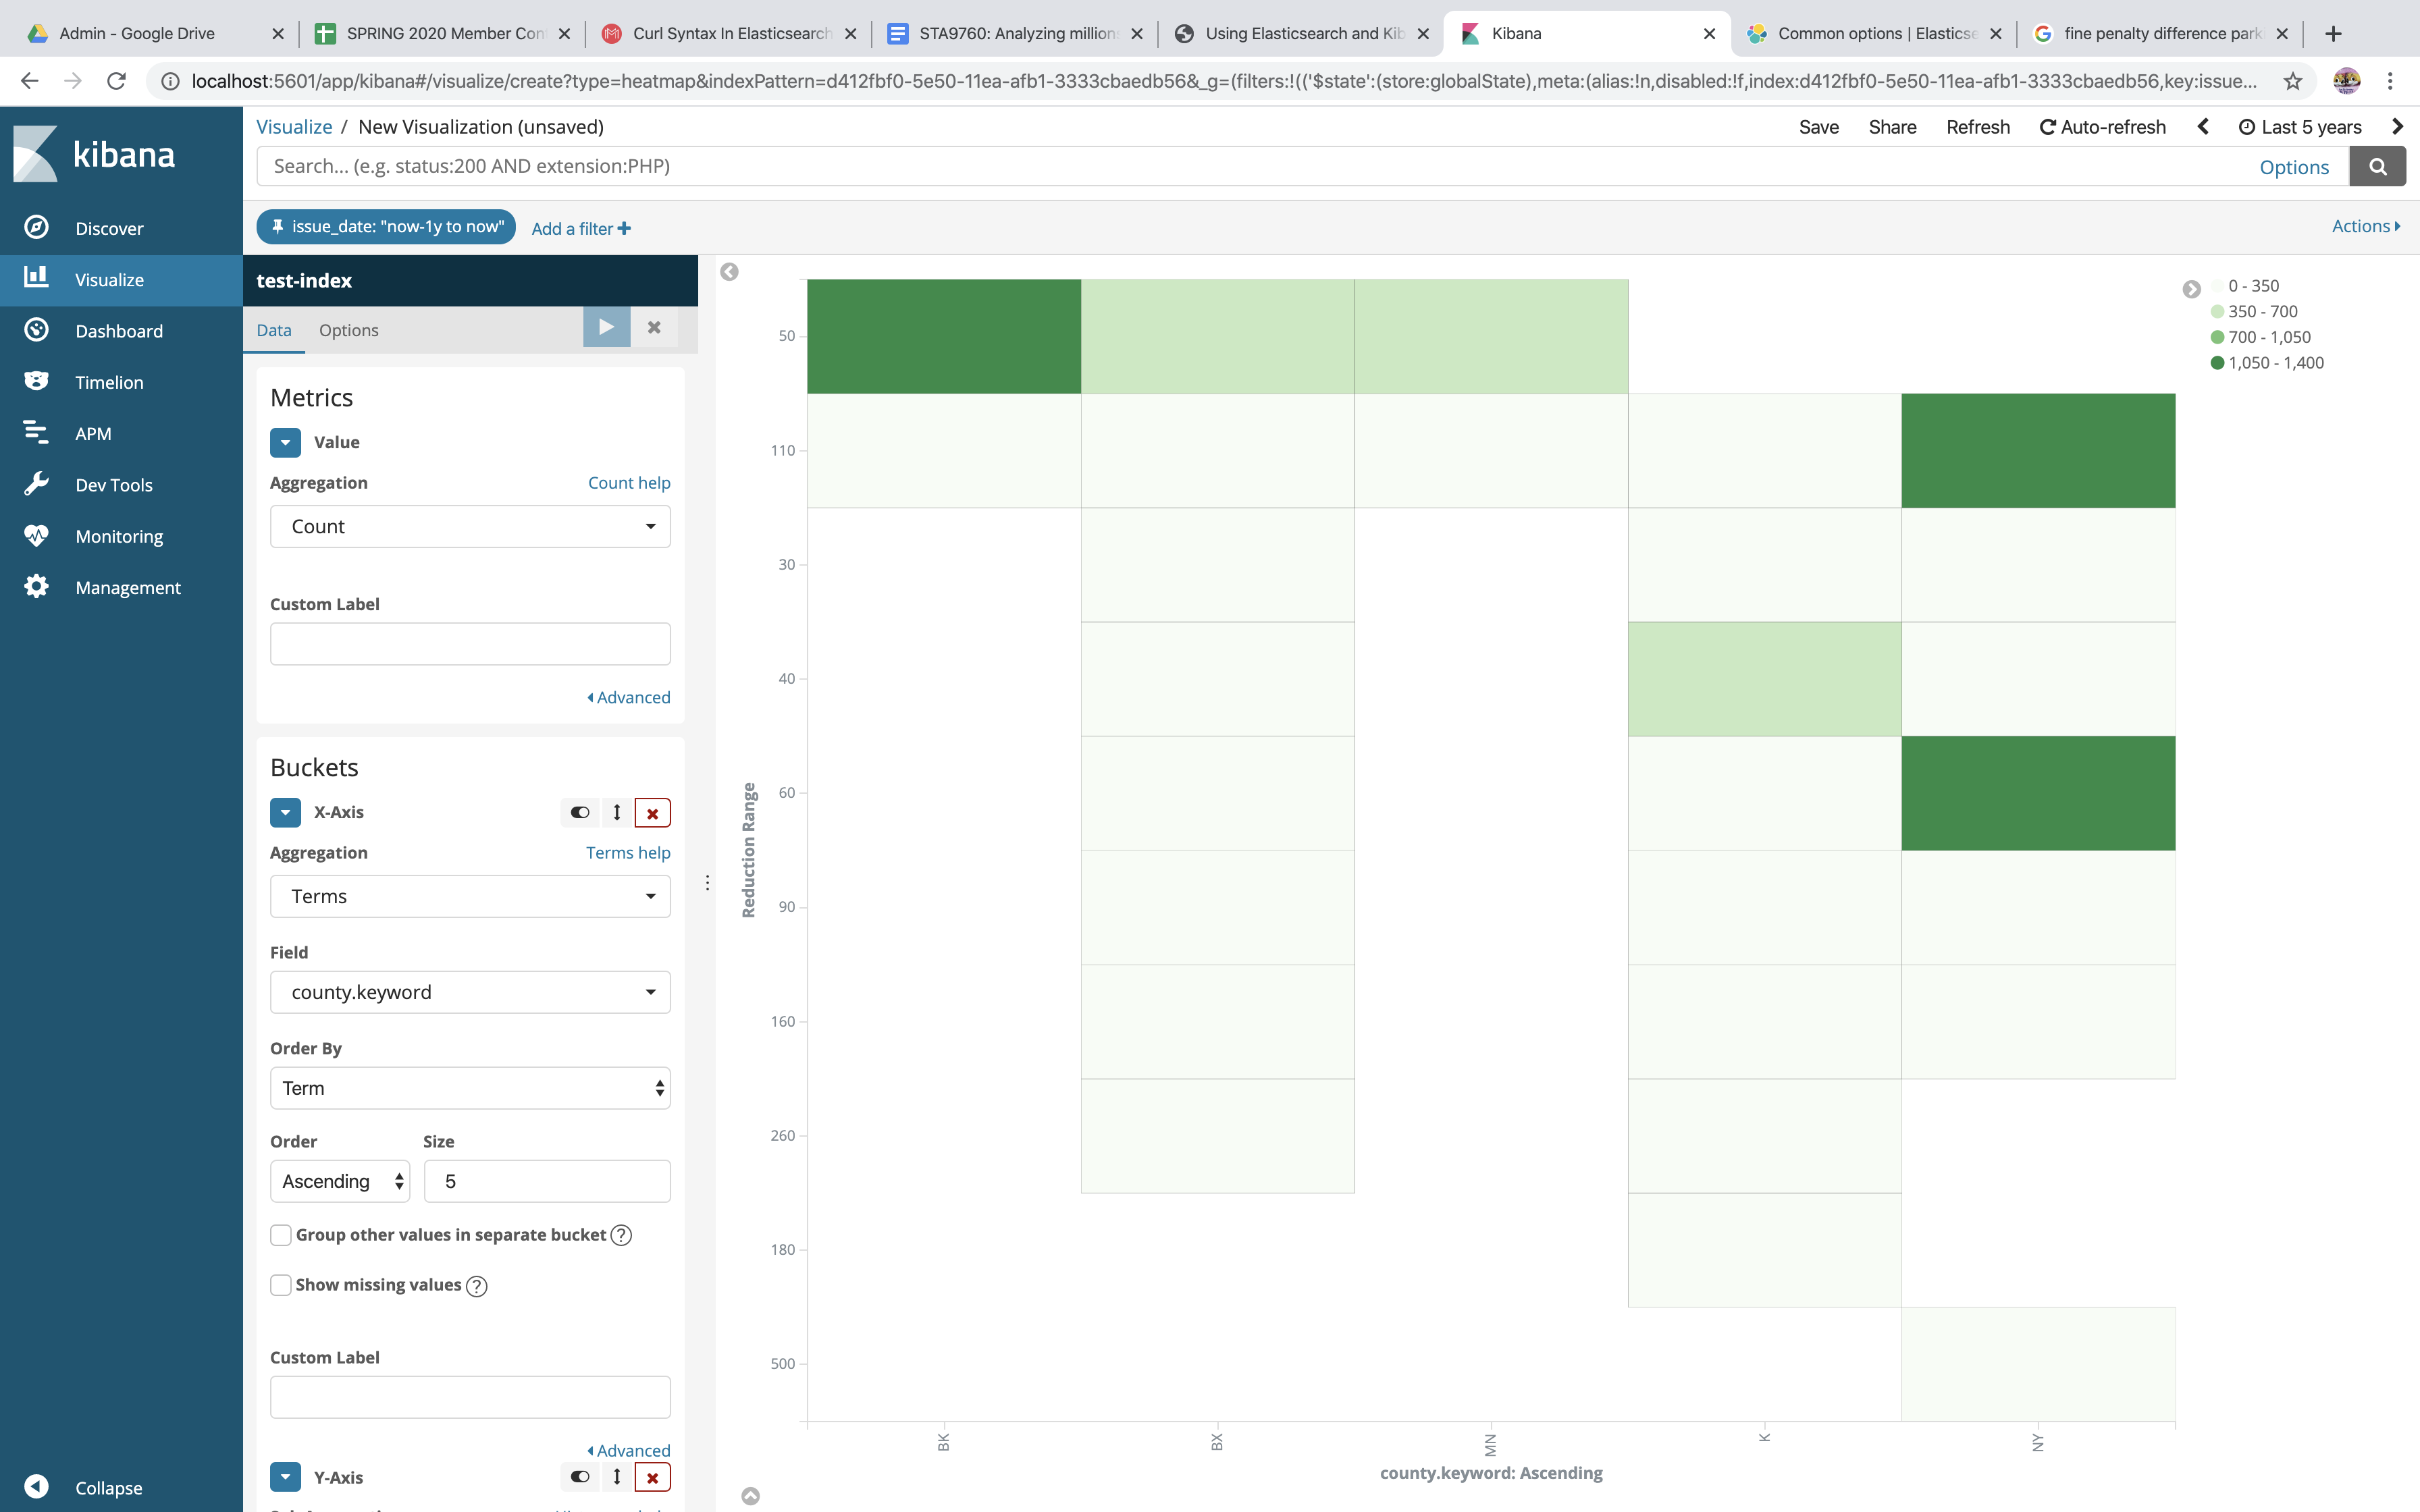 Admin - Google Drive
SPRING 2020 Member Con
Curl Syntax In Elasticsearch
STA9760: Analyzing million
Using Elasticsearch and Kib
Kibana
Common options | Elasticse
fine penalty difference park
localhost:5601/app/kibana#/visualize/create?type=heatmap&indexPattern=d412fbf0-5e50-11ea-afb1-3333cbaedb56&_g=(filters:!(('$state':(store:globalState),meta:(alias:!n,disabled:!f,index:d412fbf0-5e50-11ea-afb1-3333cbaedb56,key:issue...
kibana
Discover
Visualize
Dashboard
Timelion
APM
Dev Tools
Monitoring
Management
Collapse
Visualize / New Visualization (unsaved)
Save
Share
Refresh
Auto-refresh
Last 5 years
Search... (e.g. status:200 AND extension:PHP)
Options
issue_date: "now-1y to now"
Add a filter
Actions
test-index
Data
Options
Metrics
Value
Aggregation
Count help
Count
Custom Label
Advanced
Buckets
X-Axis
Aggregation
Terms help
Terms
Field
county.keyword
Order By
Term
Order
Size
Ascending
5
Group other values in separate bucket
Show missing values
Custom Label
Advanced
Y-Axis
Reduction Range
50
110
30
40
60
90
160
260
180
500
BK
BX
MN
K
NY
county.keyword: Ascending
0 - 350
350 - 700
700 - 1,050
1,050 - 1,400